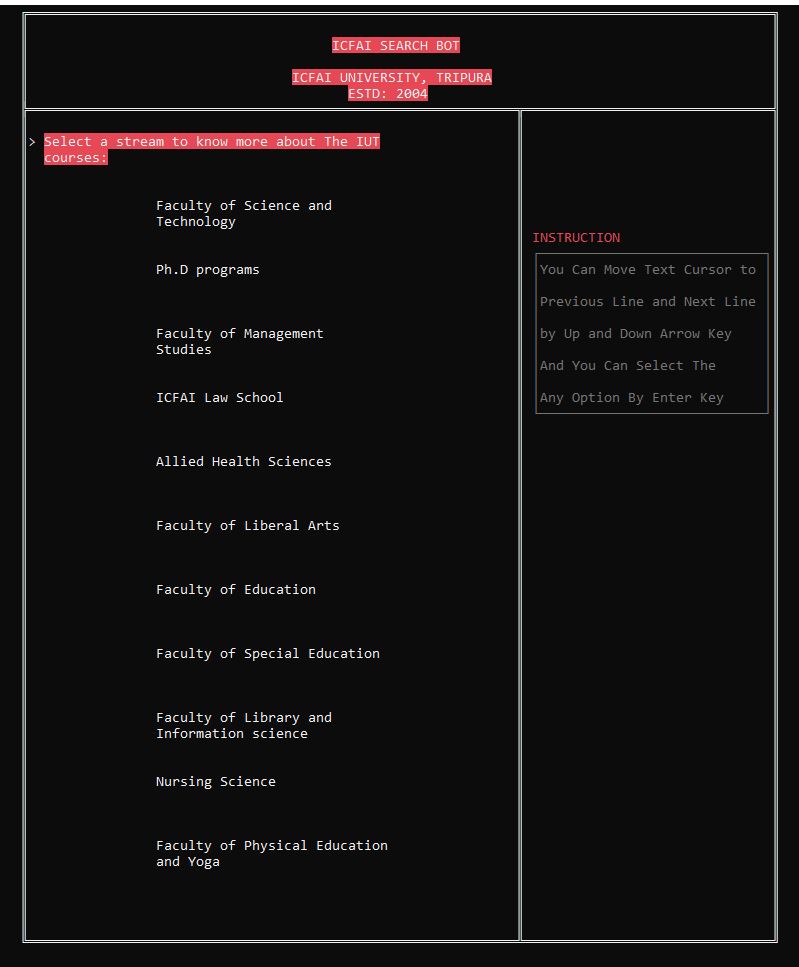 ICFAI SEARCH BOT
ICFAI UNIVERSITY, TRIPURA
ESTD: 2004
> Select a stream to know more about The IUT
courses:
Faculty of Science and
Technology
Ph.D programs
Faculty of Management
Studies
ICFAI Law School
Allied Health Sciences
Faculty of Liberal Arts
Faculty of Education
Faculty of Special Education
Faculty of Library and
Information science
Nursing Science
Faculty of Physical Education
and Yoga
INSTRUCTION
You Can Move Text Cursor to
Previous Line and Next Line
by Up and Down Arrow Key
And You Can Select The
Any Option By Enter Key